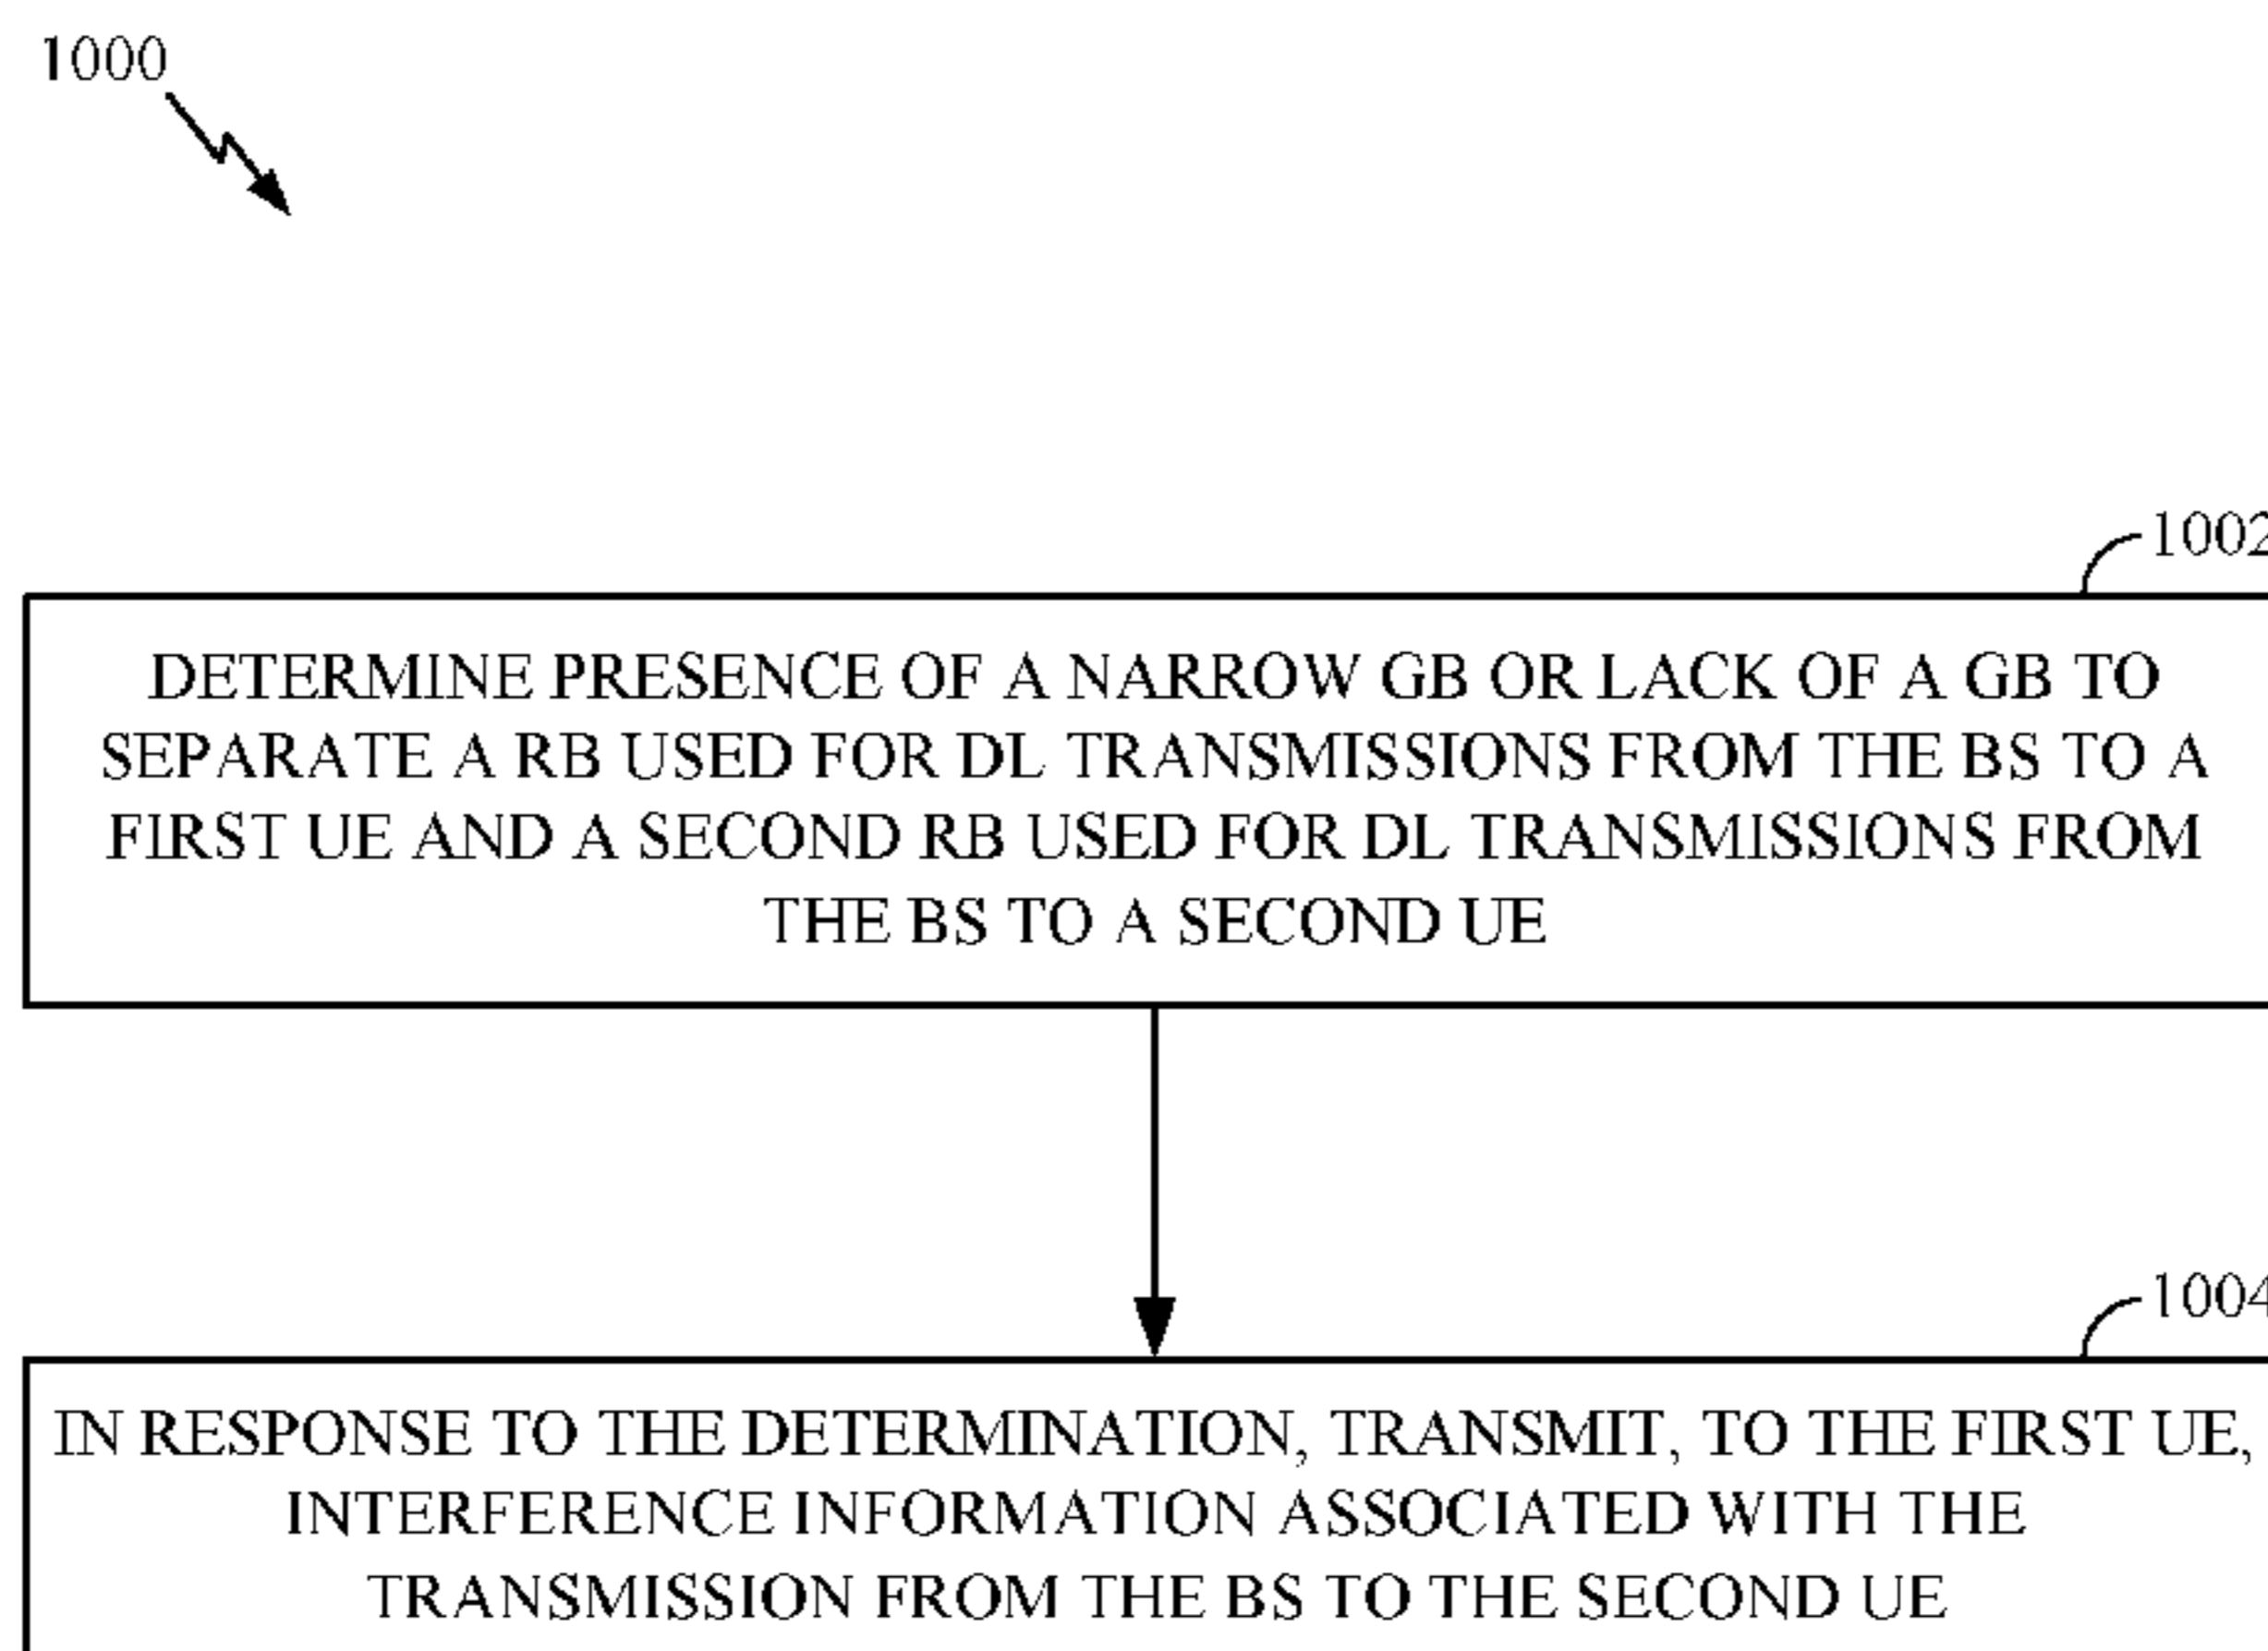 1000
1002
DETERMINE PRESENCE OF A NARROW GB OR LACK OF A GB TO
SEPARATE A RB USED FOR DL TRANSMISSIONS FROM THE BS TO A
FIRST UE AND A SECOND RB USED FOR DL TRANSMISSIONS FROM
THE BS TO A SECOND UE
1004
IN RESPONSE TO THE DETERMINATION, TRANSMIT, TO THE FIRST UE,
INTERFERENCE INFORMATION ASSOCIATED WITH THE
TRANSMISSION FROM THE BS TO THE SECOND UE